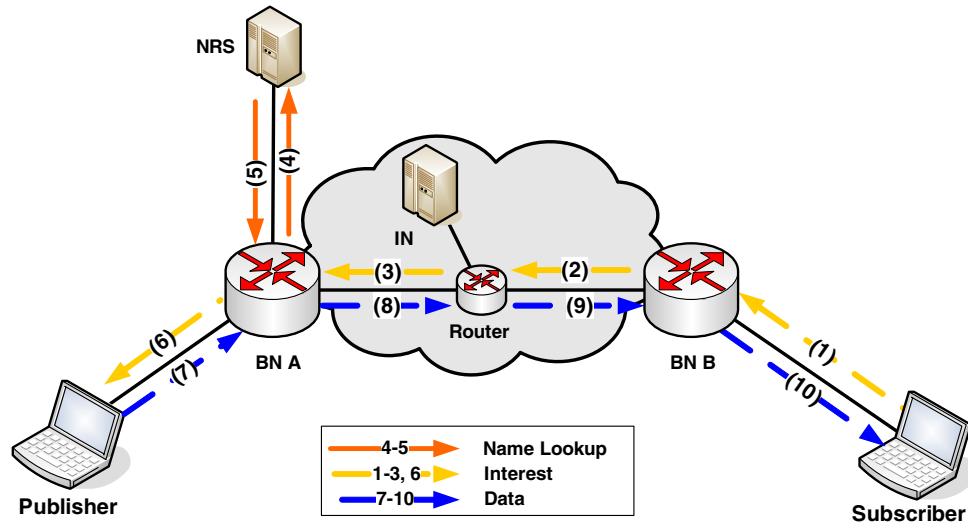 NRS
(5)
(4)
IN
(3)
(2)
(8)
(9)
Router
(6)
(7)
BN A
BN B
(1)
(10)
4-5 Name Lookup
1-3, 6 Interest
7-10 Data
Publisher
Subscriber